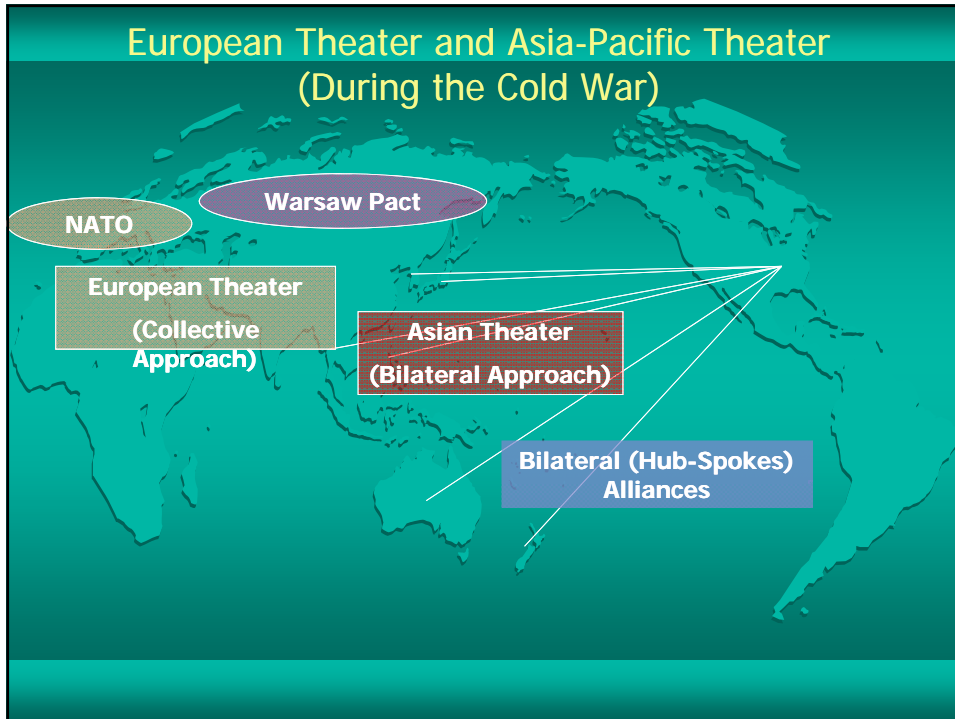 European Theater and Asia-Pacific Theater
(During the Cold War)
Warsaw Pact
NATO
European Theater
(Collective
Approach)
Asian Theater
(Bilateral Approach)
Bilateral (Hub-Spokes)
Alliances